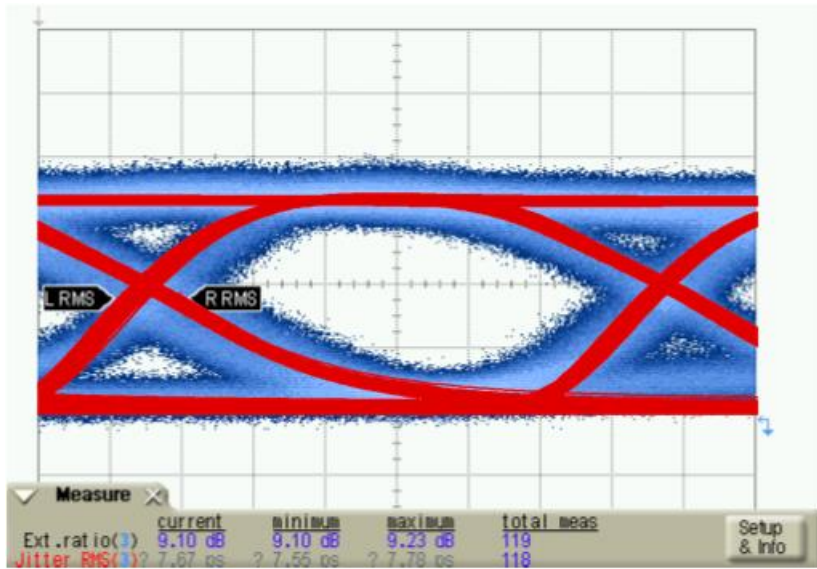 L RMS
R RMS
Measure
current minimum maximum total meas
Ext.ratio(3) 9.10 dB 9.10 dB 9.23 dB 119
Jitter RMS(3)? 7.67 ps ? 7.55 ps ? 7.78 ps 118
Setup
& Info